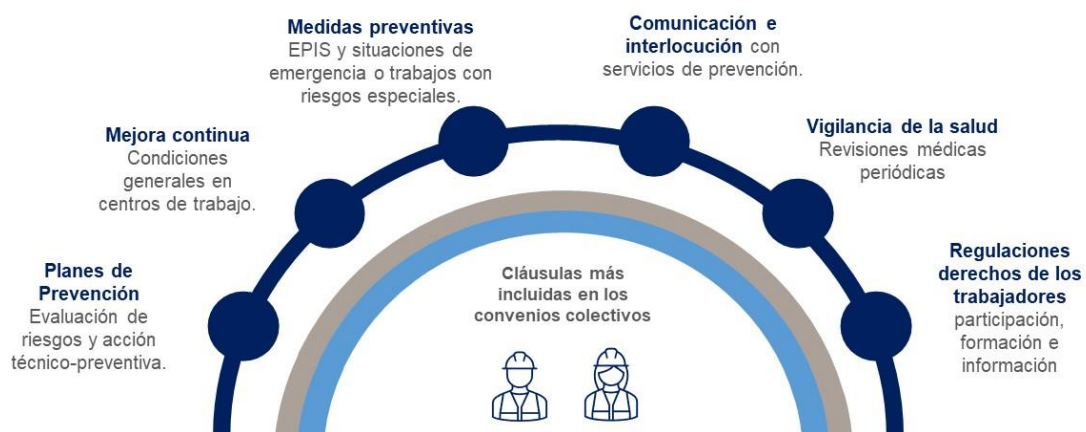 Planes de
Prevención
Evaluación de
riesgos y acción
técnico-preventiva.
Mejora continua
Condiciones
generales en
centros de trabajo.
Medidas preventivas
EPIS y situaciones de
emergencia o trabajos con
riesgos especiales.
Comunicación e
interlocución con
servicios de prevención.
Vigilancia de la salud
Revisiones médicas
periódicas
Regulaciones
derechos de los
trabajadores
participación,
formación e
información
Cláusulas más
incluidas en los
convenios colectivos